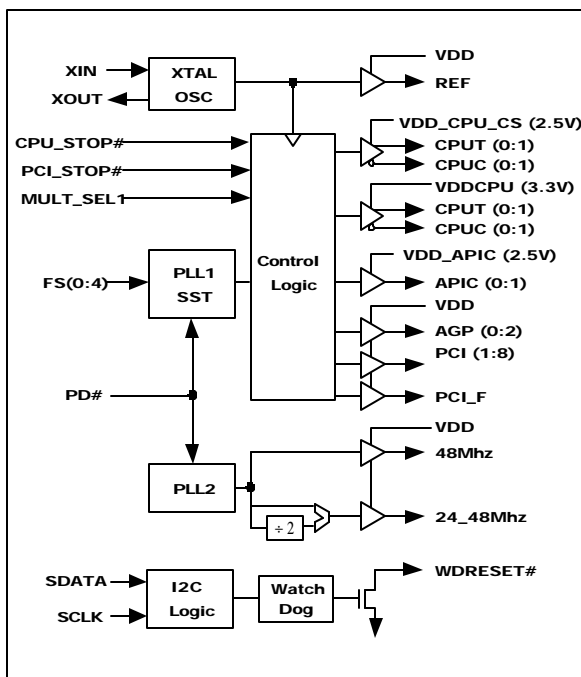 XIN
XOUT
XTAL
OSC
VDD
REF
CPU_STOP#
PCI_STOP#
MULT_SEL1
VDD_CPU_CS (2.5V)
CPUT (0:1)
CPUC (0:1)
VDDCPU (3.3V)
CPUT (0:1)
CPUC (0:1)
Control
Logic
FS(0:4)
PLL1
SST
VDD_APIC (2.5V)
APIC (0:1)
VDD
AGP (0:2)
PCI (1:8)
PCI_F
PD#
PLL2
VDD
48Mhz
÷ 2
24_48Mhz
SDATA
SCLK
I2C
Logic
Watch
Dog
WDRESET#